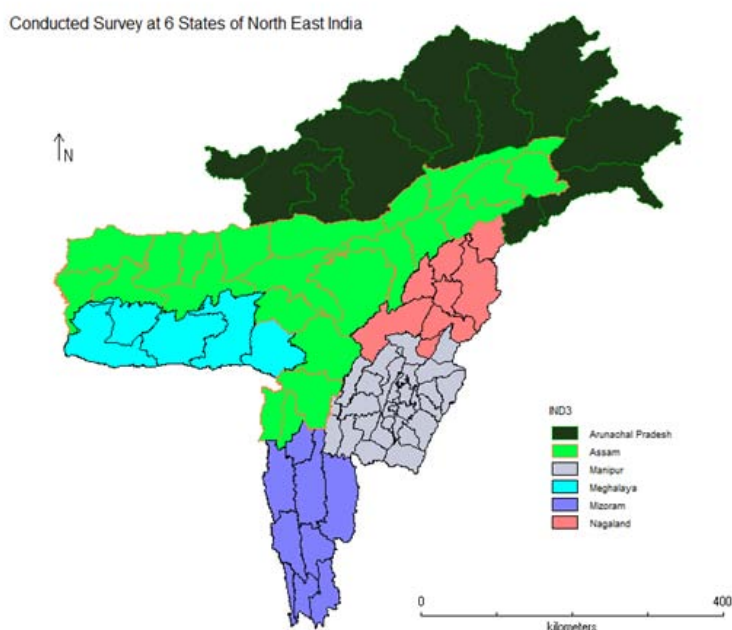 Conducted Survey at 6 States of North East India
N
IND3
Arunachal Pradesh
Assam
Manipur
Meghalaya
Mizoram
Nagaland
0 400
kilometers